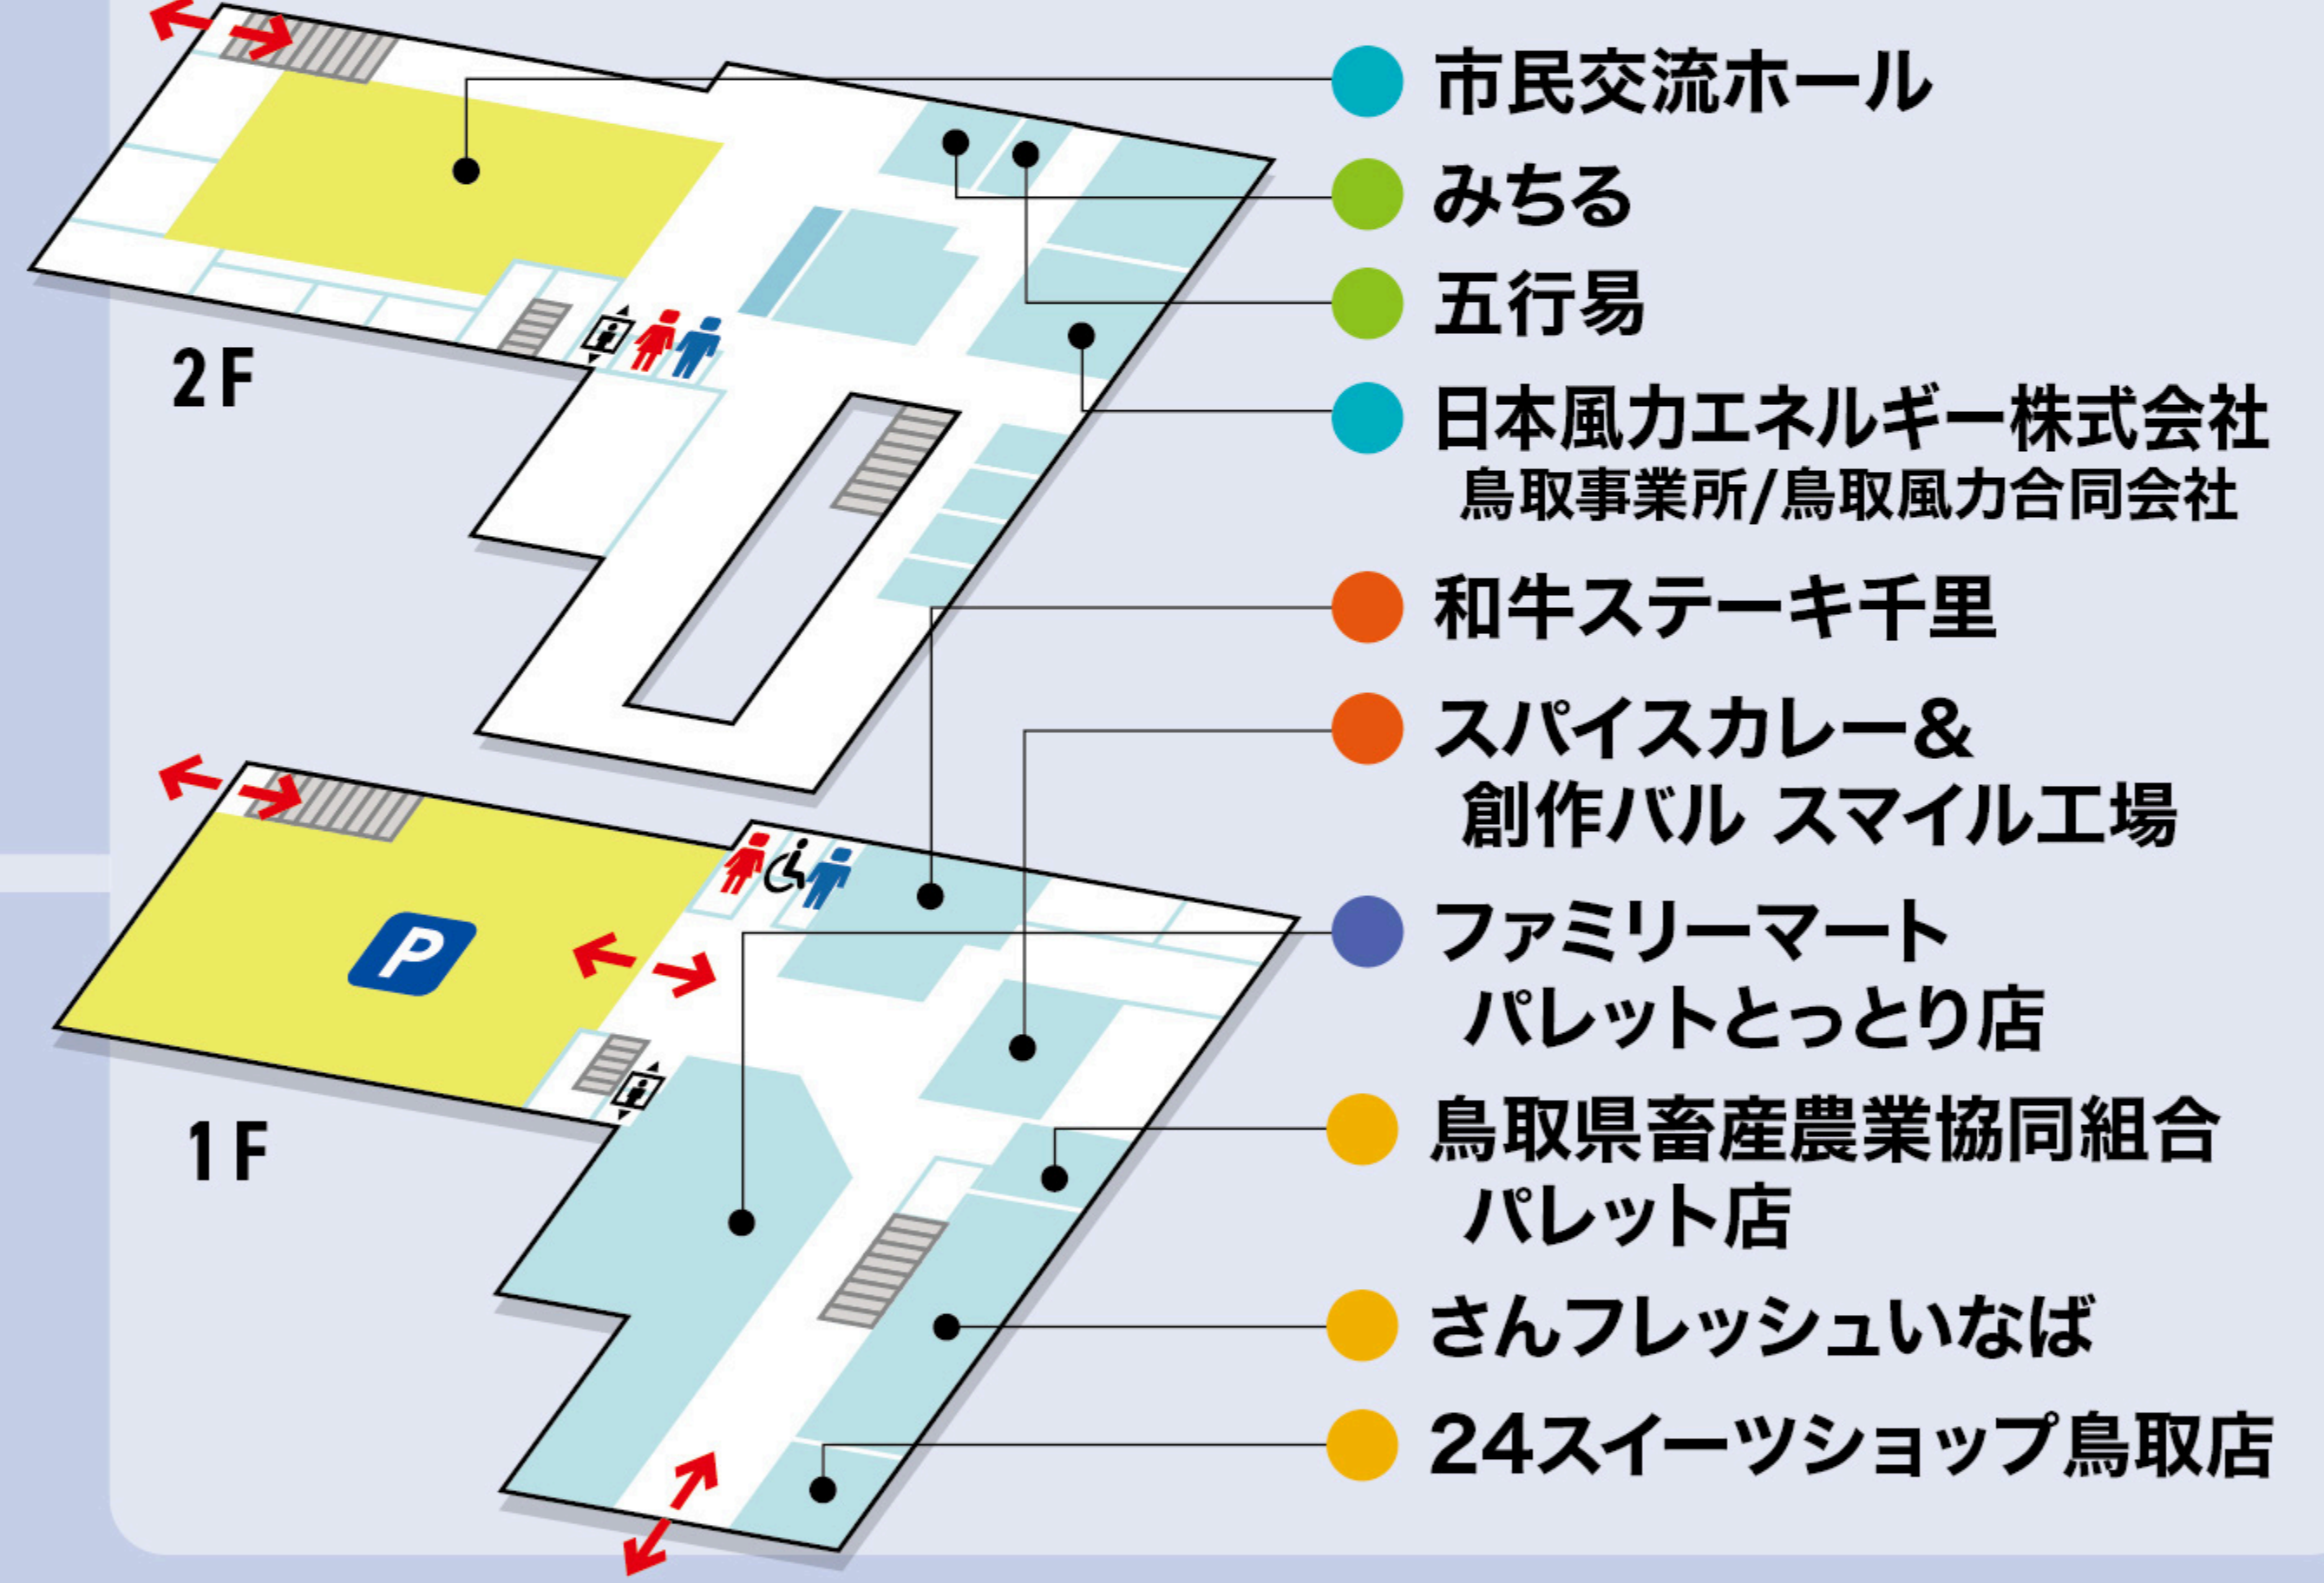 市民交流ホール
みちる
五行易
日本風力エネルギー株式会社
鳥取事業所/鳥取風力合同会社
2F
和牛ステーキ千里
スパイスカレー&
創作バル スマイル工場
ファミリーマート
パレットとっとり店
P
1F
鳥取県畜産農業協同組合
パレット店
さんフレッシュいなば
24スイーツショップ鳥取店